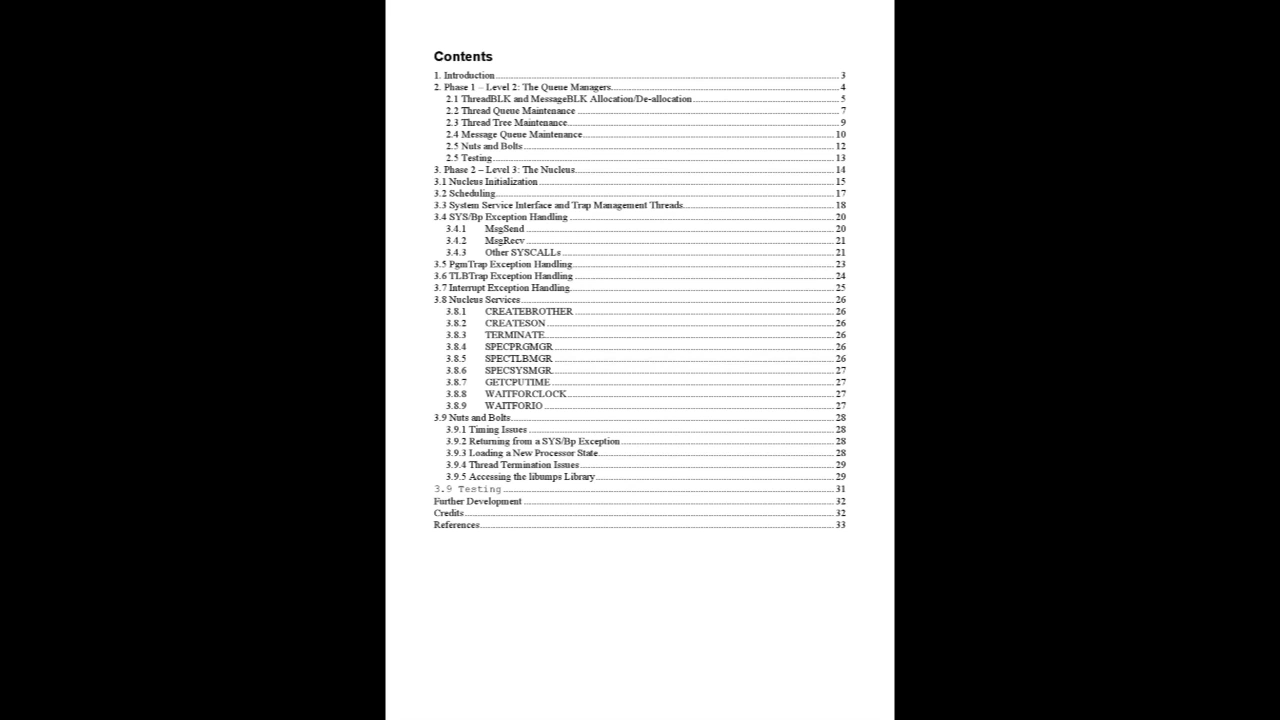 Contents
1. Introduction 3
2. Phase 1 – Level 2: The Queue Managers 4
2.1 ThreadBLK and MessageBLK Allocation/De-allocation 5
2.2 Thread Queue Maintenance 7
2.3 Thread Tree Maintenance 9
2.4 Message Queue Maintenance 10
2.5 Nuts and Bolts 12
2.5 Testing 13
3. Phase 2 – Level 3: The Nucleus 14
3.1 Nucleus Initialization 15
3.2 Scheduling 17
3.3 System Service Interface and Trap Management Threads 18
3.4 SYS/Bp Exception Handling 20
3.4.1 MsgSend 20
3.4.2 MsgRecv 21
3.4.3 Other SYSCALLs 21
3.5 PgmTrap Exception Handling 23
3.6 TLBTrap Exception Handling 24
3.7 Interrupt Exception Handling 25
3.8 Nucleus Services 26
3.8.1 CREATEBROTHER 26
3.8.2 CREATESON 26
3.8.3 TERMINATE 26
3.8.4 SPECPRGMGR 26
3.8.5 SPECTLBMGR 26
3.8.6 SPECSYSMGR 27
3.8.7 GETCPUTIME 27
3.8.8 WAITFORCLOCK 27
3.8.9 WAITFORIO 27
3.9 Nuts and Bolts 28
3.9.1 Timing Issues 28
3.9.2 Returning from a SYS/Bp Exception 28
3.9.3 Loading a New Processor State 28
3.9.4 Thread Termination Issues 29
3.9.5 Accessing the libumps Library 29
3.9 Testing 31
Further Development 32
Credits 32
References 33